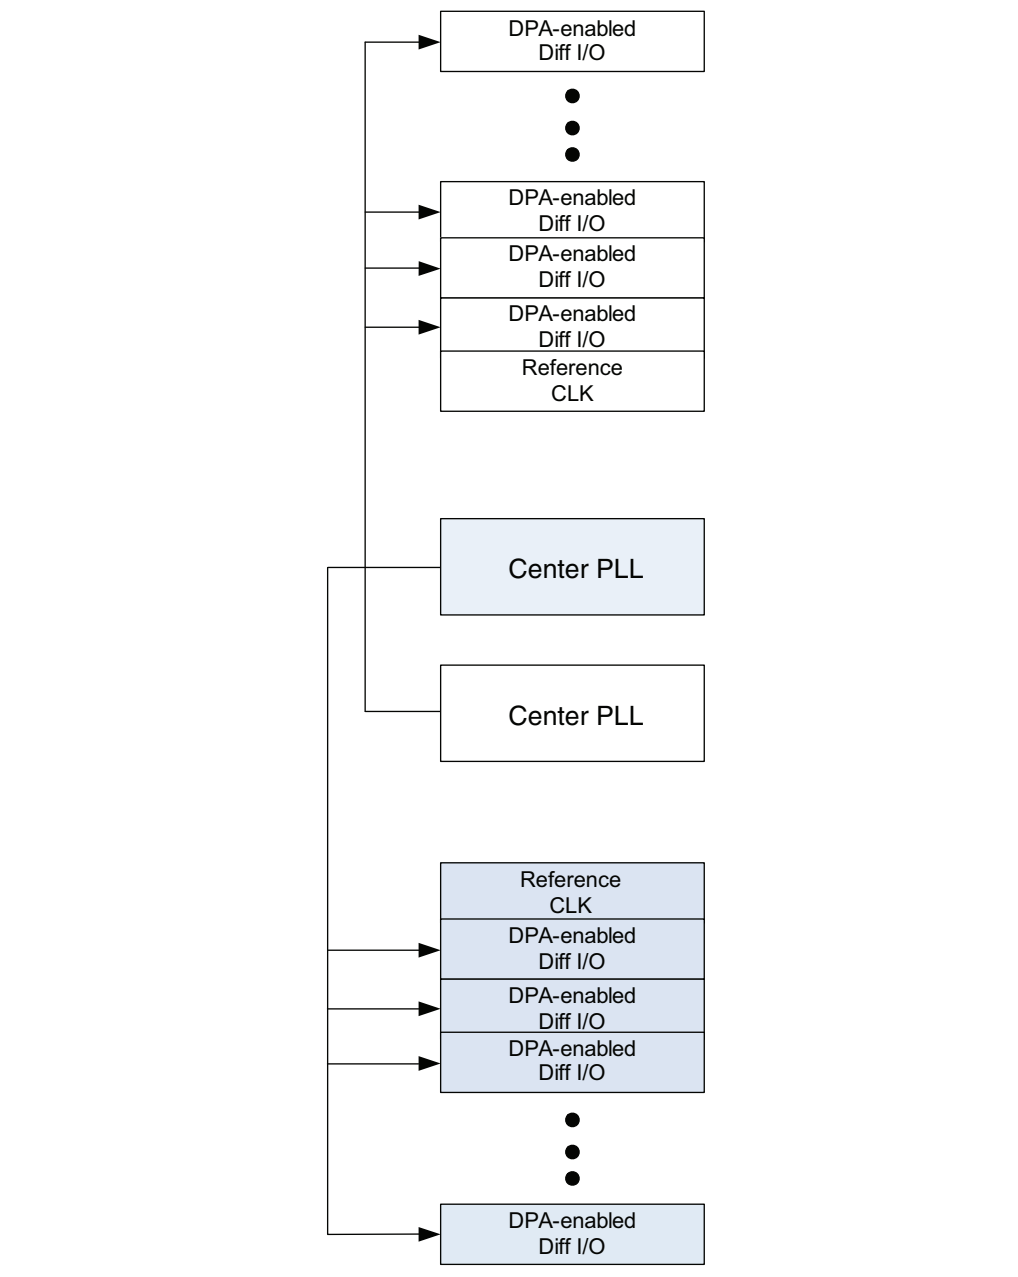 DPA-enabled
Diff I/O
DPA-enabled
Diff I/O
DPA-enabled
Diff I/O
DPA-enabled
Diff I/O
Reference
CLK
Center PLL
Center PLL
Reference
CLK
DPA-enabled
Diff I/O
DPA-enabled
Diff I/O
DPA-enabled
Diff I/O
DPA-enabled
Diff I/O